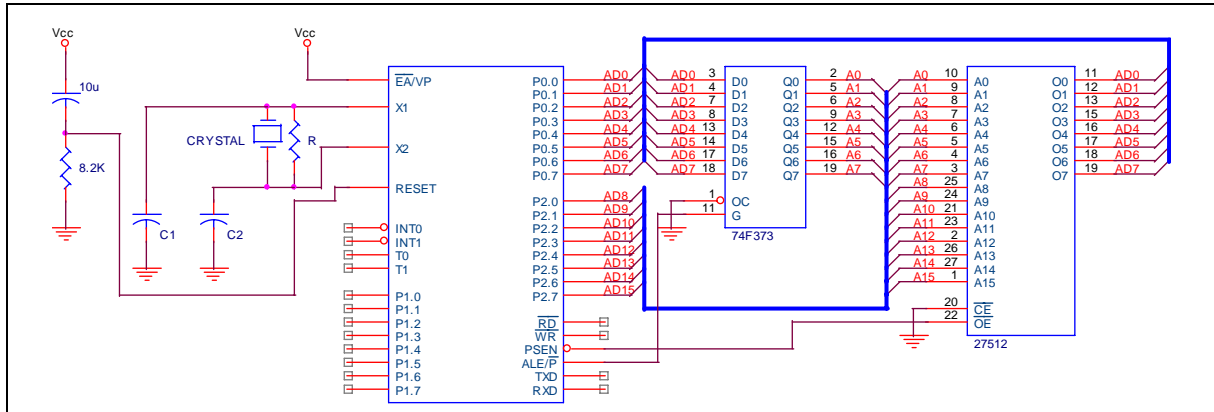 Vcc
10u
8.2K
C1
C2
CRYSTAL
R
Vcc
EA/VP
X1
X2
RESET
INT0
INT1
T0
T1
P1.0
P1.1
P1.2
P1.3
P1.4
P1.5
P1.6
P1.7
P0.0
P0.1
P0.2
P0.3
P0.4
P0.5
P0.6
P0.7
P2.0
P2.1
P2.2
P2.3
P2.4
P2.5
P2.6
P2.7
RD
WR
PSEN
ALE/P
TXD
RXD
AD0
AD1
AD2
AD3
AD4
AD5
AD6
AD7
AD8
AD9
AD10
AD11
AD12
AD13
AD14
AD15
AD0 3 D0
AD1 4 D1
AD2 7 D2
AD3 8 D3
AD4 13 D4
AD5 14 D5
AD6 17 D6
AD7 18 D7
1 OC
11 G
Q0 2 A0
Q1 5 A1
Q2 6 A2
Q3 9 A3
Q4 12 A4
Q5 15 A5
Q6 16 A6
Q7 19 A7
74F373
A0 10 A0
A1 9 A1
A2 8 A2
A3 7 A3
A4 6 A4
A5 5 A5
A6 4 A6
A7 3 A7
A8 25 A8
A9 24 A9
A10 21 A10
A11 23 A11
A12 2 A12
A13 26 A13
A14 27 A14
A15 1 A15
20 CE
22 OE
O0 11 AD0
O1 12 AD1
O2 13 AD2
O3 15 AD3
O4 16 AD4
O5 17 AD5
O6 18 AD6
O7 19 AD7
27512